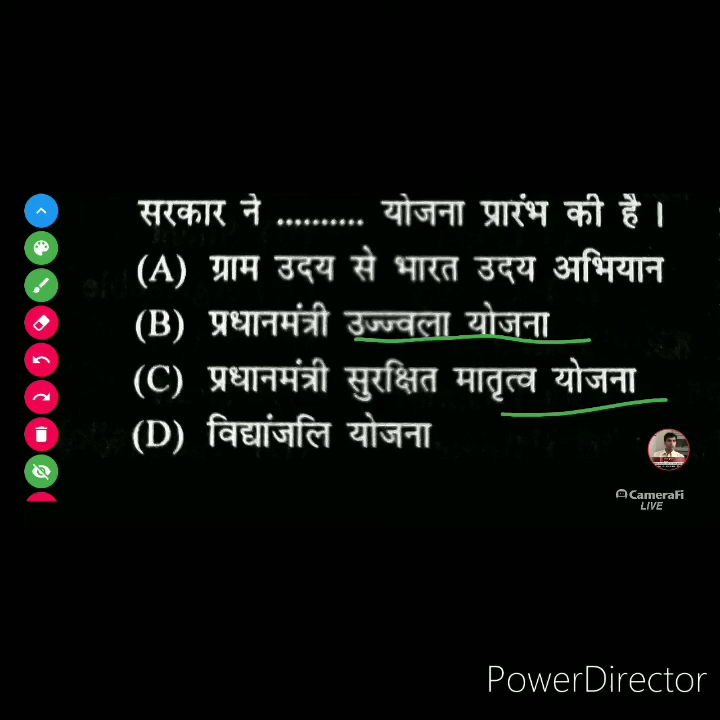 सरकार ने .......... योजना प्रारंभ की है ।
(A) ग्राम उदय से भारत उदय अभियान
(B) प्रधानमंत्री उज्ज्वला योजना
(C) प्रधानमंत्री सुरक्षित मातृत्व योजना
(D) विद्यांजलि योजना
CameraFi
LIVE
PowerDirector